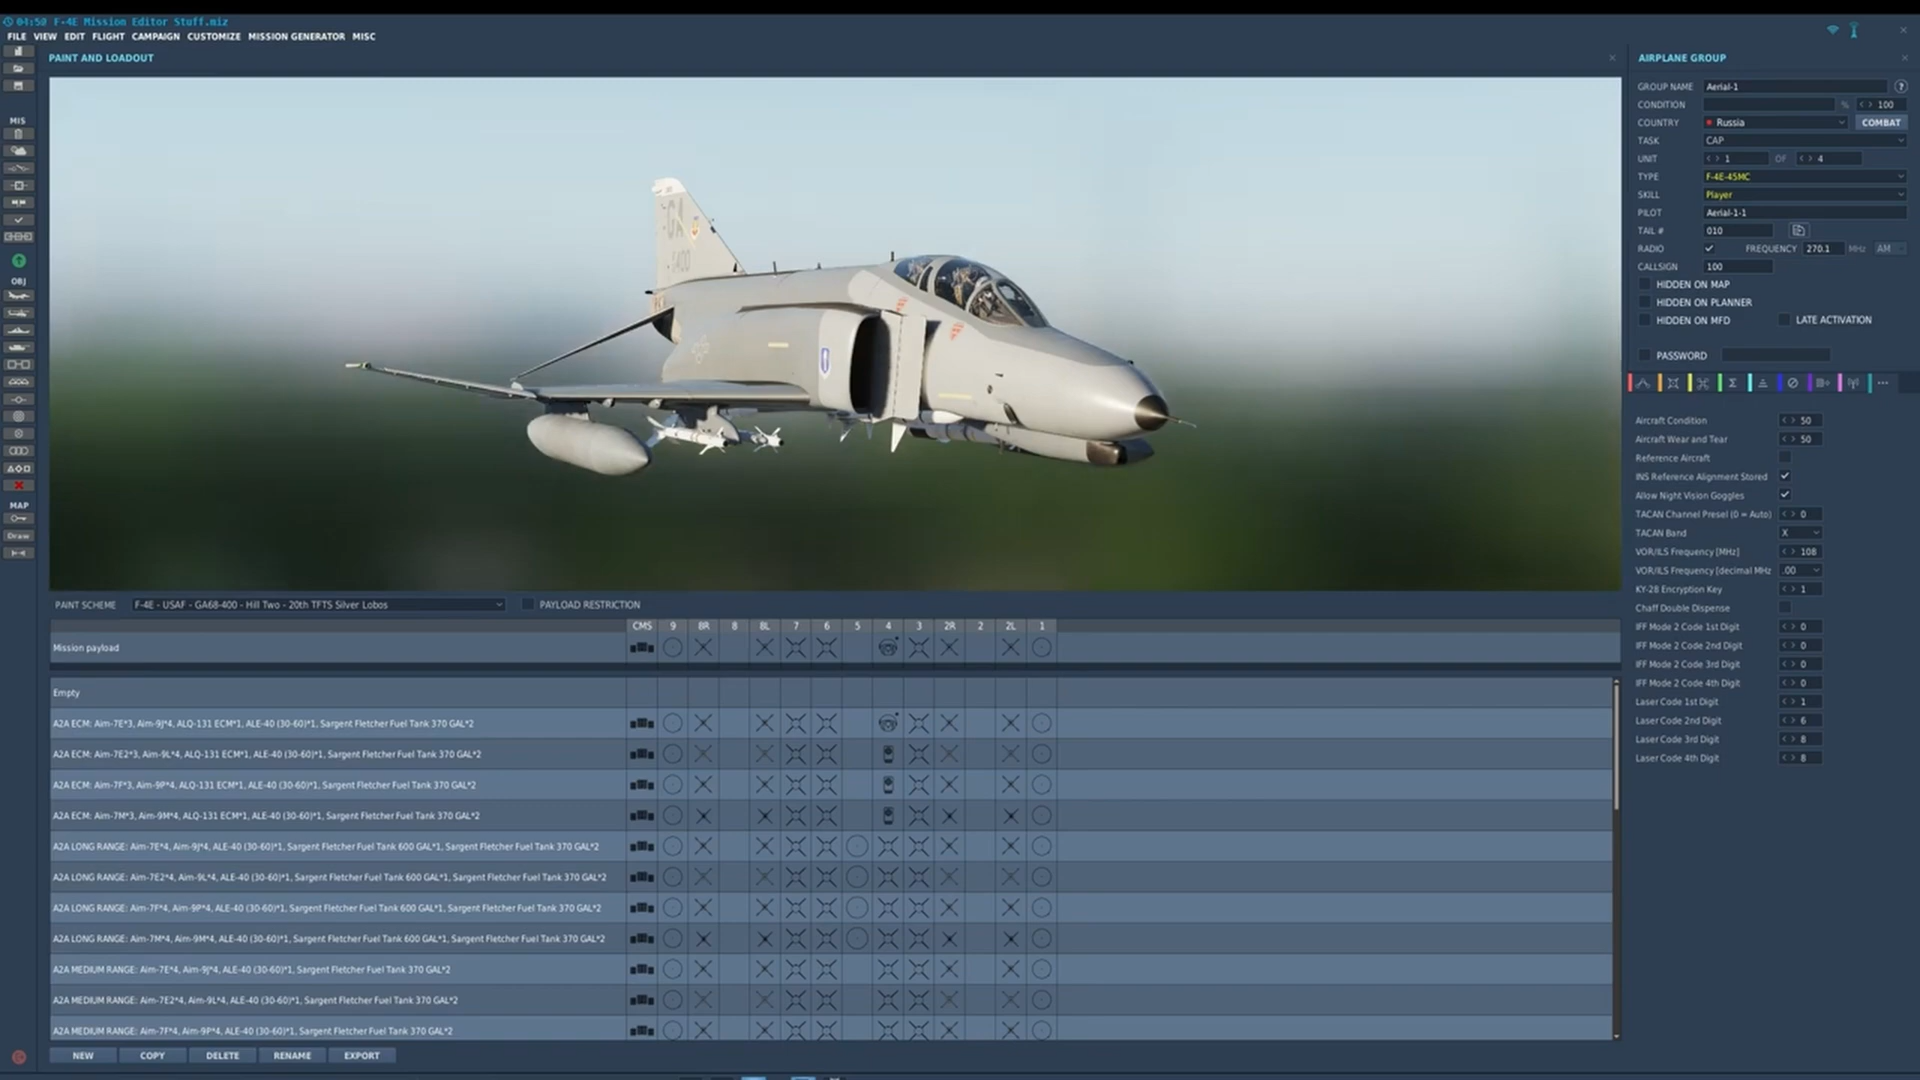 04:50 F-4E Mission Editor Stuff.miz
FILE VIEW EDIT FLIGHT CAMPAIGN CUSTOMIZE MISSION GENERATOR MISC
PAINT AND LOADOUT
MIS
OBJ
MAP
Draw
GA
PAINT SCHEME F-4E - USAF - GA68-400 - Hill Two - 20th TFTS Silver Lobos PAYLOAD RESTRICTION
CMS 9 8R 8 8L 7 6 5 4 3 2R 2 2L 1
Mission payload
Empty
A2A ECM: Aim-7E*3, Aim-9J*4, ALQ-131 ECM*1, ALE-40 (30-60)*1, Sargent Fletcher Fuel Tank 370 GAL*2
A2A ECM: Aim-7E2*3, Aim-9L*4, ALQ-131 ECM*1, ALE-40 (30-60)*1, Sargent Fletcher Fuel Tank 370 GAL*2
A2A ECM: Aim-7F*3, Aim-9P*4, ALQ-131 ECM*1, ALE-40 (30-60)*1, Sargent Fletcher Fuel Tank 370 GAL*2
A2A ECM: Aim-7M*3, Aim-9M*4, ALQ-131 ECM*1, ALE-40 (30-60)*1, Sargent Fletcher Fuel Tank 370 GAL*2
A2A LONG RANGE: Aim-7E*4, Aim-9J*4, ALE-40 (30-60)*1, Sargent Fletcher Fuel Tank 600 GAL*1, Sargent Fletcher Fuel Tank 370 GAL*2
A2A LONG RANGE: Aim-7E2*4, Aim-9L*4, ALE-40 (30-60)*1, Sargent Fletcher Fuel Tank 600 GAL*1, Sargent Fletcher Fuel Tank 370 GAL*2
A2A LONG RANGE: Aim-7F*4, Aim-9P*4, ALE-40 (30-60)*1, Sargent Fletcher Fuel Tank 600 GAL*1, Sargent Fletcher Fuel Tank 370 GAL*2
A2A LONG RANGE: Aim-7M*4, Aim-9M*4, ALE-40 (30-60)*1, Sargent Fletcher Fuel Tank 600 GAL*1, Sargent Fletcher Fuel Tank 370 GAL*2
A2A MEDIUM RANGE: Aim-7E*4, Aim-9J*4, ALE-40 (30-60)*1, Sargent Fletcher Fuel Tank 370 GAL*2
A2A MEDIUM RANGE: Aim-7E2*4, Aim-9L*4, ALE-40 (30-60)*1, Sargent Fletcher Fuel Tank 370 GAL*2
A2A MEDIUM RANGE: Aim-7F*4, Aim-9P*4, ALE-40 (30-60)*1, Sargent Fletcher Fuel Tank 370 GAL*2
NEW COPY DELETE RENAME EXPORT
AIRPLANE GROUP
GROUP NAME Aerial-1 ?
CONDITION % < > 100
COUNTRY Russia COMBAT
TASK CAP
UNIT < > 1 OF < > 4
TYPE F-4E-45MC
SKILL Player
PILOT Aerial-1-1
TAIL # 010
RADIO FREQUENCY 270.1 MHz AM
CALLSIGN 100
HIDDEN ON MAP
HIDDEN ON PLANNER
HIDDEN ON MFD LATE ACTIVATION
PASSWORD
Aircraft Condition < > 50
Aircraft Wear and Tear < > 50
Reference Aircraft
INS Reference Alignment Stored
Allow Night Vision Goggles
TACAN Channel Presel (0 = Auto) < > 0
TACAN Band X
VOR/ILS Frequency [MHz] < > 108
VOR/ILS Frequency [decimal MHz .00
KY-28 Encryption Key < > 1
Chaff Double Dispense
IFF Mode 2 Code 1st Digit < > 0
IFF Mode 2 Code 2nd Digit < > 0
IFF Mode 2 Code 3rd Digit < > 0
IFF Mode 2 Code 4th Digit < > 0
Laser Code 1st Digit < > 1
Laser Code 2nd Digit < > 6
Laser Code 3rd Digit < > 8
Laser Code 4th Digit < > 8